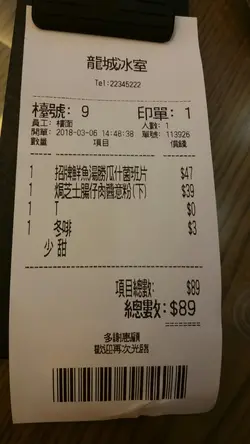 龍城冰室
Tel:22345222
檯號: 9 印單: 1
員工: 樓面 人數: 1
開單: 2018-03-06 14:48:38 單號: 113926
數量 項目 價錢
1 招牌鮮魚湯勝瓜什菌班片 $47
1 焗芝士腸仔肉醬意粉(下) $39
1 T $0
1 冬啡 $3
少 甜
項目總數: $89
總數: $89
多謝惠顧
歡迎再次光臨